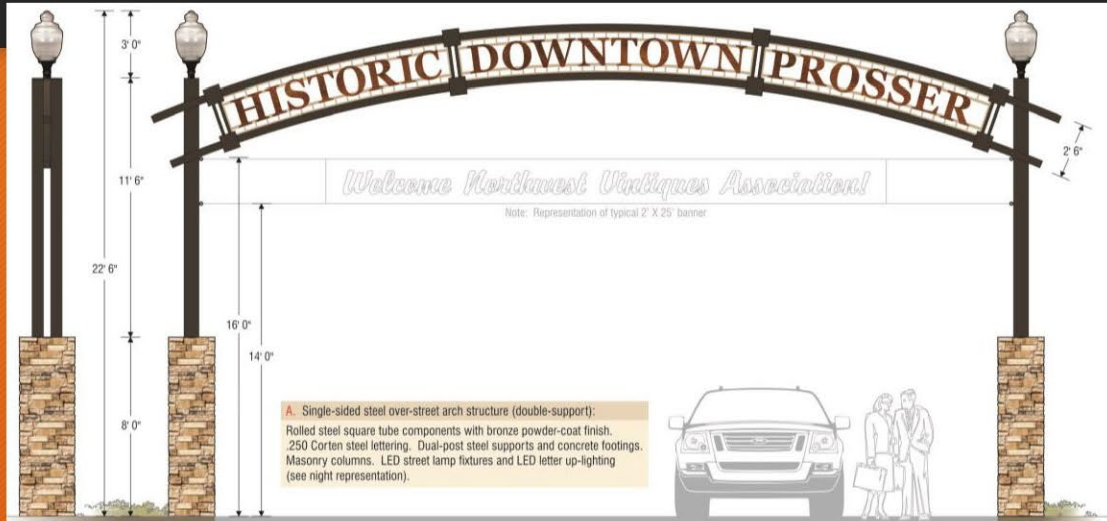 HISTORIC DOWNTOWN PROSSER
3' 0"
11' 6"
22' 6"
8' 0"
2' 6"
Welcome Northwest Vintiques Association!
Note: Representation of typical 2' X 25' banner
16' 0"
14' 0"
A. Single-sided steel over-street arch structure (double-support):
Rolled steel square tube components with bronze powder-coat finish.
.250 Corten steel lettering. Dual-post steel supports and concrete footings.
Masonry columns. LED street lamp fixtures and LED letter up-lighting
(see night representation).